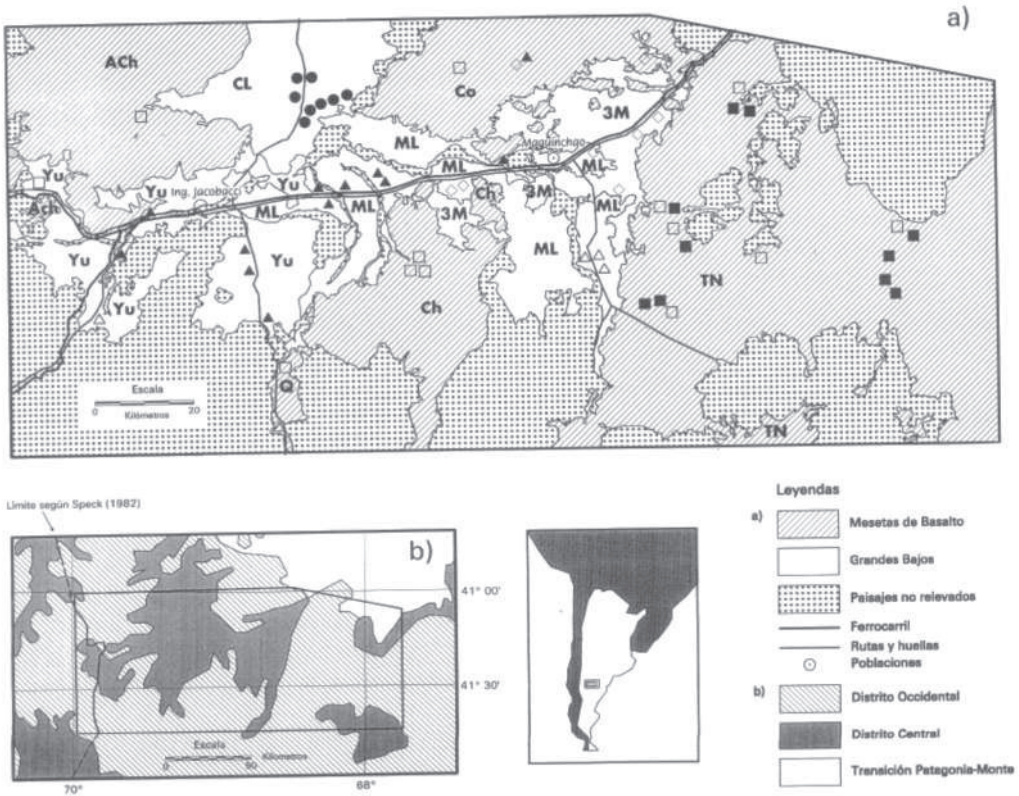 a)
ACh
CL
Co
3M
ML
Maquinchao
ML
ML
Yu
Yu
Ing. Jacobacci
Yu
Ach
ML
ML
Ch
3M
3M
ML
Yu
Yu
ML
TN
Yu
Ch
Escala
0
20
Kilómetros
Q
TN
Límite según Speck (1982)
b)
41° 00'
41° 30'
Escala
0
50
Kilómetros
70°
68°
Leyendas
a)
Mesetas de Basalto
Grandes Bajos
Paisajes no relevados
Ferrocarril
Rutas y huellas
Poblaciones
b)
Distrito Occidental
Distrito Central
Transición Patagonia-Monte